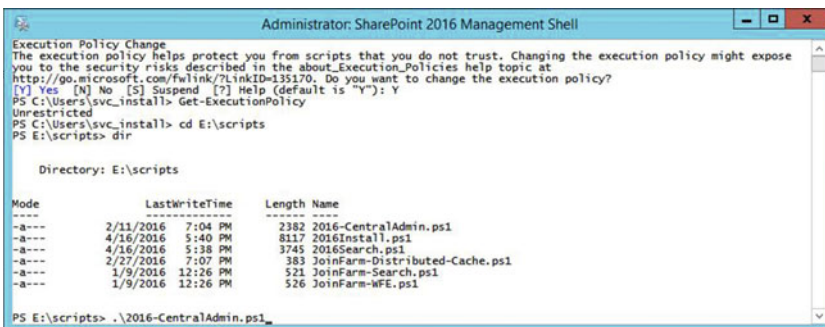 Administrator: SharePoint 2016 Management Shell
Execution Policy Change
The execution policy helps protect you from scripts that you do not trust. Changing the execution policy might expose
you to the security risks described in the about_Execution_Policies help topic at
http://go.microsoft.com/fwlink/?LinkID=135170. Do you want to change the execution policy?
[Y] Yes  [N] No  [S] Suspend  [?] Help (default is "Y"): Y
PS C:\Users\svc_install> Get-ExecutionPolicy
Unrestricted
PS C:\Users\svc_install> cd E:\scripts
PS E:\scripts> dir
Directory: E:\scripts
Mode LastWriteTime Length Name
---- ------------- ------ ----
-a--- 2/11/2016 7:04 PM 2382 2016-CentralAdmin.ps1
-a--- 4/16/2016 5:40 PM 8117 2016Install.ps1
-a--- 4/16/2016 5:38 PM 3745 2016Search.ps1
-a--- 2/27/2016 7:07 PM 383 JoinFarm-Distributed-Cache.ps1
-a--- 1/9/2016 12:26 PM 521 JoinFarm-Search.ps1
-a--- 1/9/2016 12:26 PM 526 JoinFarm-WFE.ps1
PS E:\scripts> .\2016-CentralAdmin.ps1_